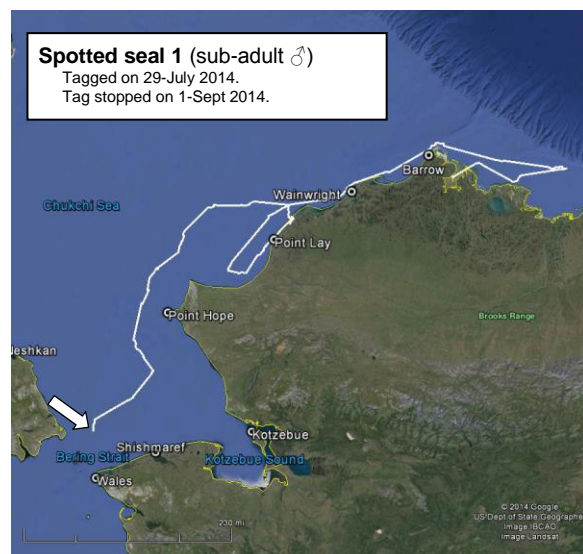 Spotted seal 1 (sub-adult ♂)
Tagged on 29-July 2014.
Tag stopped on 1-Sept 2014.
Barrow
Wainwright
Chukchi Sea
Point Lay
Point Hope
Brooks Range
Neshkan
Kotzebue
Shishmaref
Bering Strait
Kotzebue Sound
Wales
230 mi
© 2014 Google
US Dept of State Geographer
Image IBCAO
Image Landsat